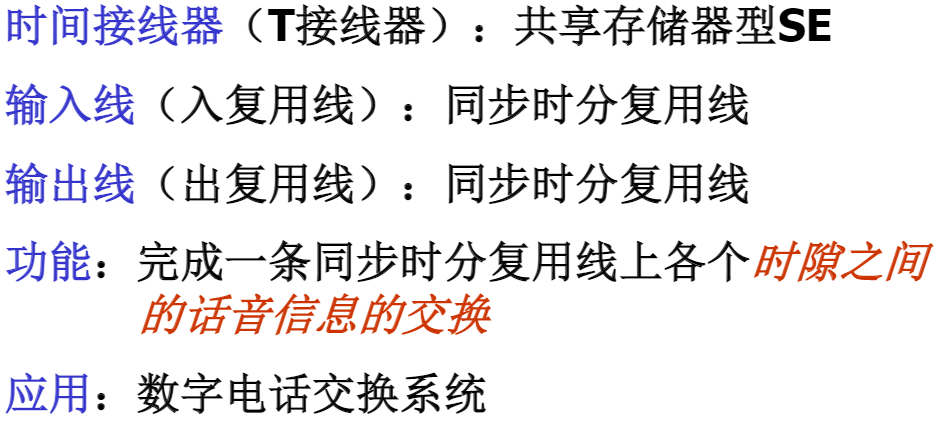 时间接线器（T接线器）：共享存储器型SE
输入线（入复用线）：同步时分复用线
输出线（出复用线）：同步时分复用线
功能：完成一条同步时分复用线上各个时隙之间
的话音信息的交换
应用：数字电话交换系统